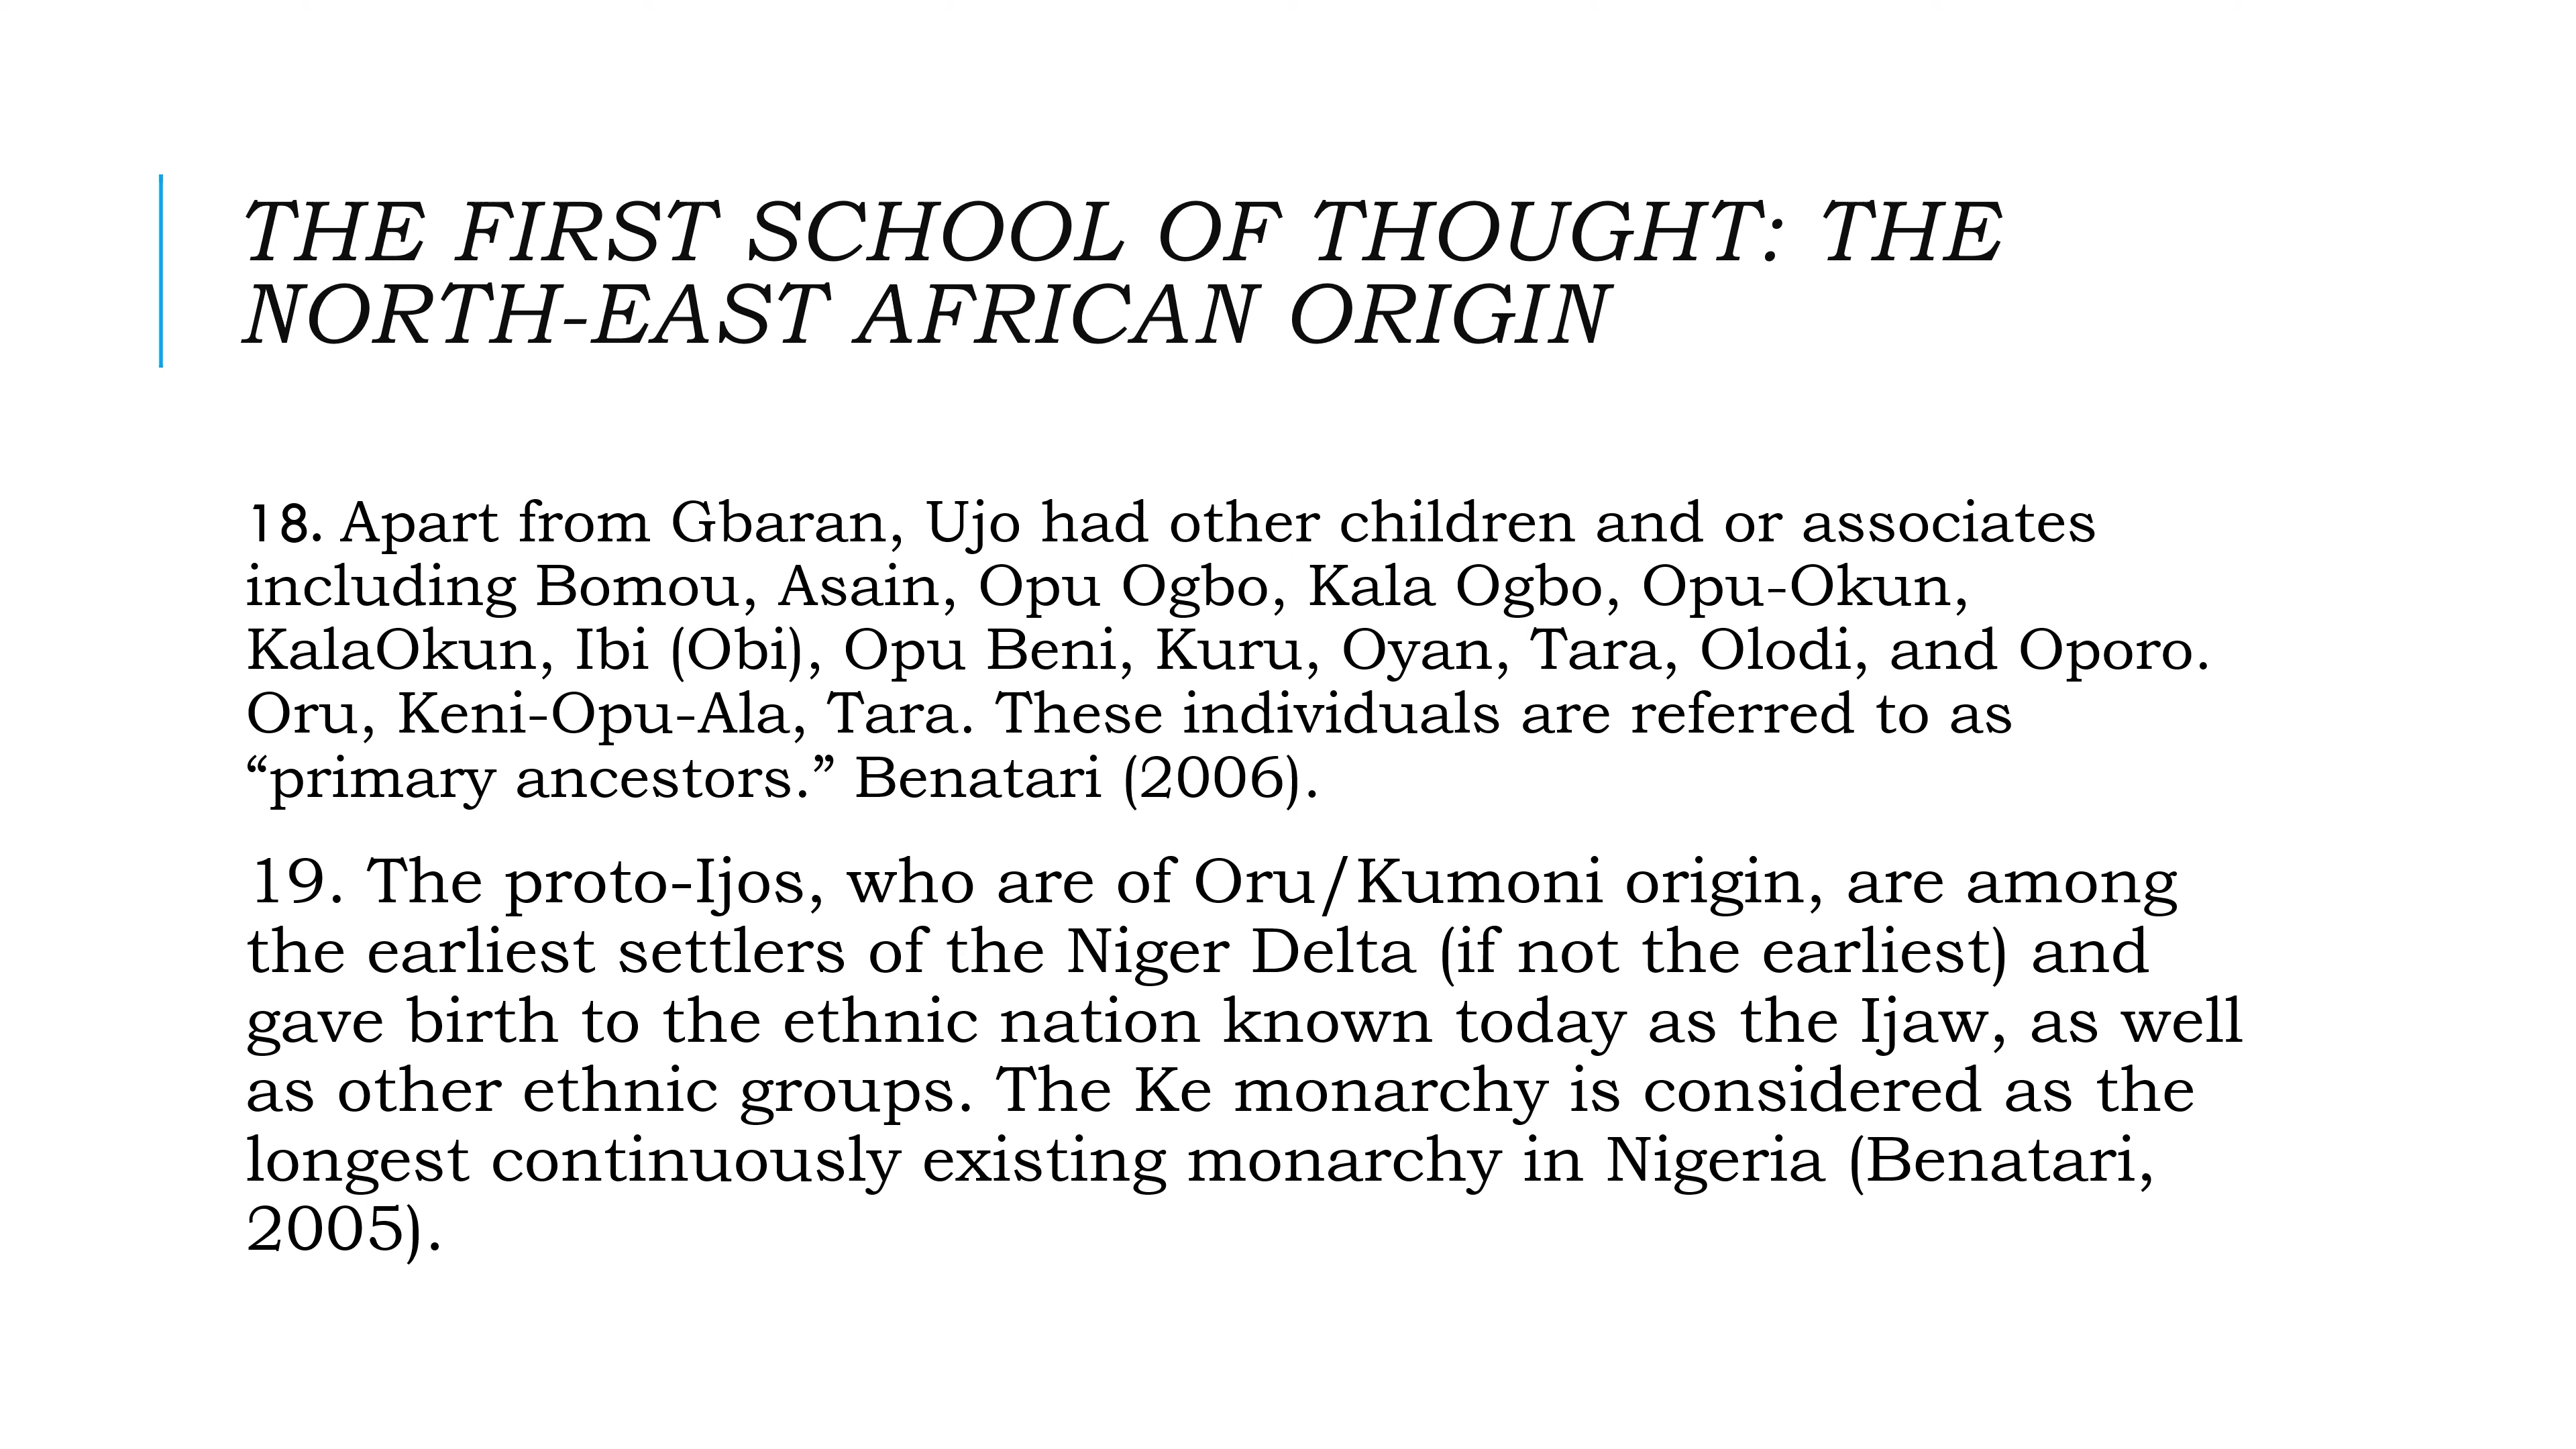 THE FIRST SCHOOL OF THOUGHT: THE
NORTH-EAST AFRICAN ORIGIN
18. Apart from Gbaran, Ujo had other children and or associates
including Bomou, Asain, Opu Ogbo, Kala Ogbo, Opu-Okun,
KalaOkun, Ibi (Obi), Opu Beni, Kuru, Oyan, Tara, Olodi, and Oporo.
Oru, Keni-Opu-Ala, Tara. These individuals are referred to as
“primary ancestors.” Benatari (2006).
19. The proto-Ijos, who are of Oru/Kumoni origin, are among
the earliest settlers of the Niger Delta (if not the earliest) and
gave birth to the ethnic nation known today as the Ijaw, as well
as other ethnic groups. The Ke monarchy is considered as the
longest continuously existing monarchy in Nigeria (Benatari,
2005).